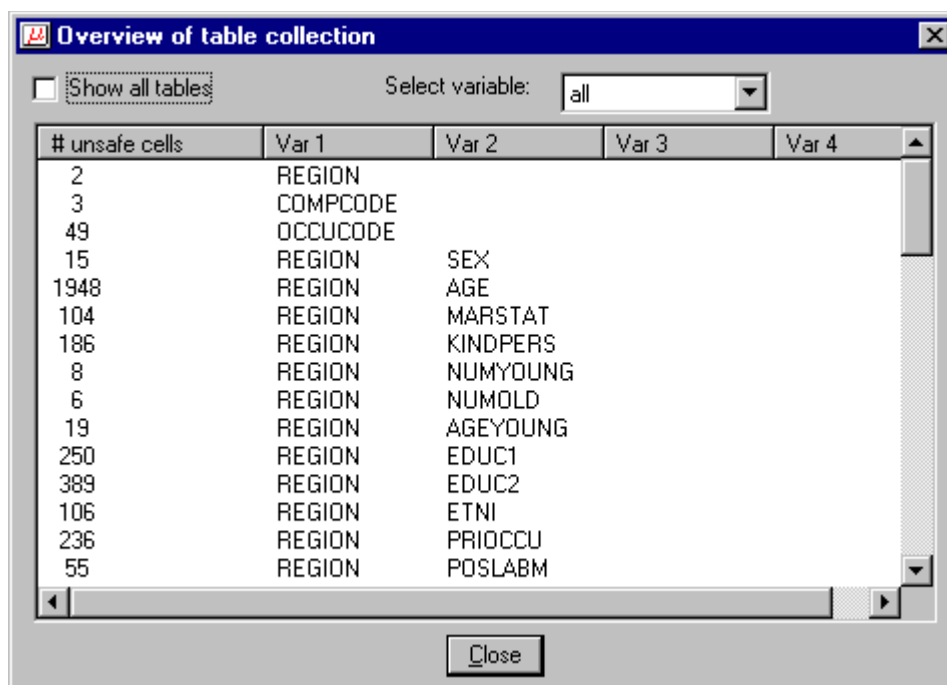 μ Overview of table collection
Show all tables Select variable: all
# unsafe cells Var 1 Var 2 Var 3 Var 4
2 REGION
3 COMPCODE
49 OCCUCODE
15 REGION SEX
1948 REGION AGE
104 REGION MARSTAT
186 REGION KINDPERS
8 REGION NUMYOUNG
6 REGION NUMOLD
19 REGION AGEYOUNG
250 REGION EDUC1
389 REGION EDUC2
106 REGION ETNI
236 REGION PRIOCCU
55 REGION POSLABM
Close